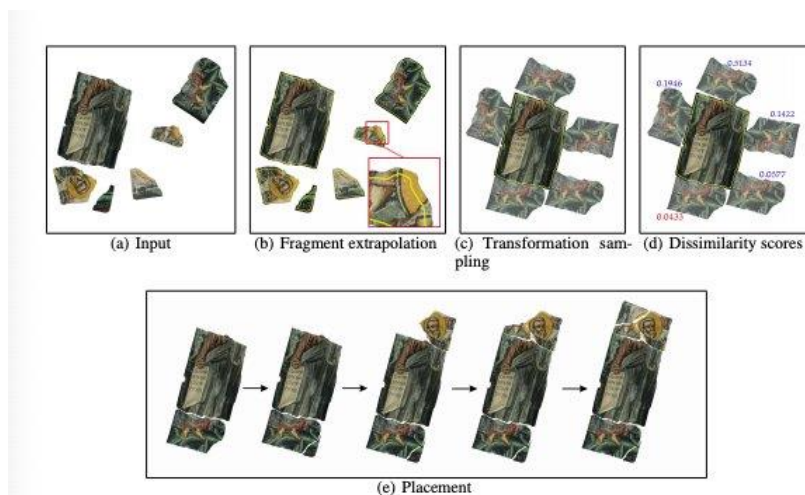 0.5134
0.1946
0.1422
0.0577
0.0433
(a) Input
(b) Fragment extrapolation
(c) Transformation sam-
pling
(d) Dissimilarity scores
(e) Placement